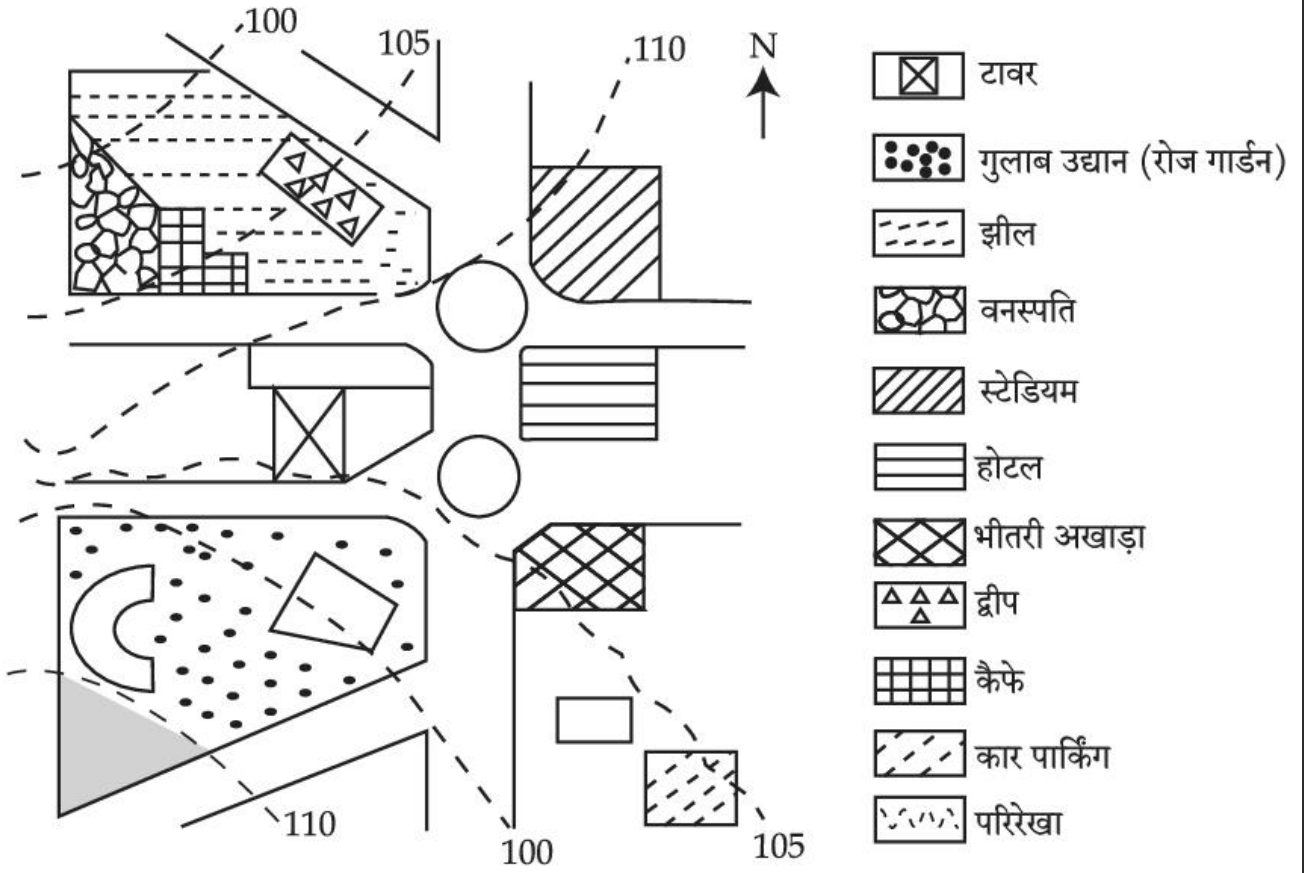 100
105
110
N
110
100
105
टावर
गुलाब उद्यान (रोज गार्डन)
झील
वनस्पति
स्टेडियम
होटल
भीतरी अखाड़ा
द्वीप
कैफे
कार पार्किंग
परिरेखा